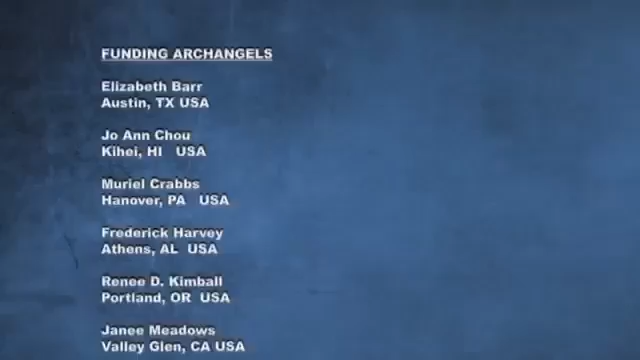 FUNDING ARCHANGELS
Elizabeth Barr
Austin, TX USA
Jo Ann Chou
Kihei, HI USA
Muriel Crabbs
Hanover, PA USA
Frederick Harvey
Athens, AL USA
Renee D. Kimball
Portland, OR USA
Janee Meadows
Valley Glen, CA USA